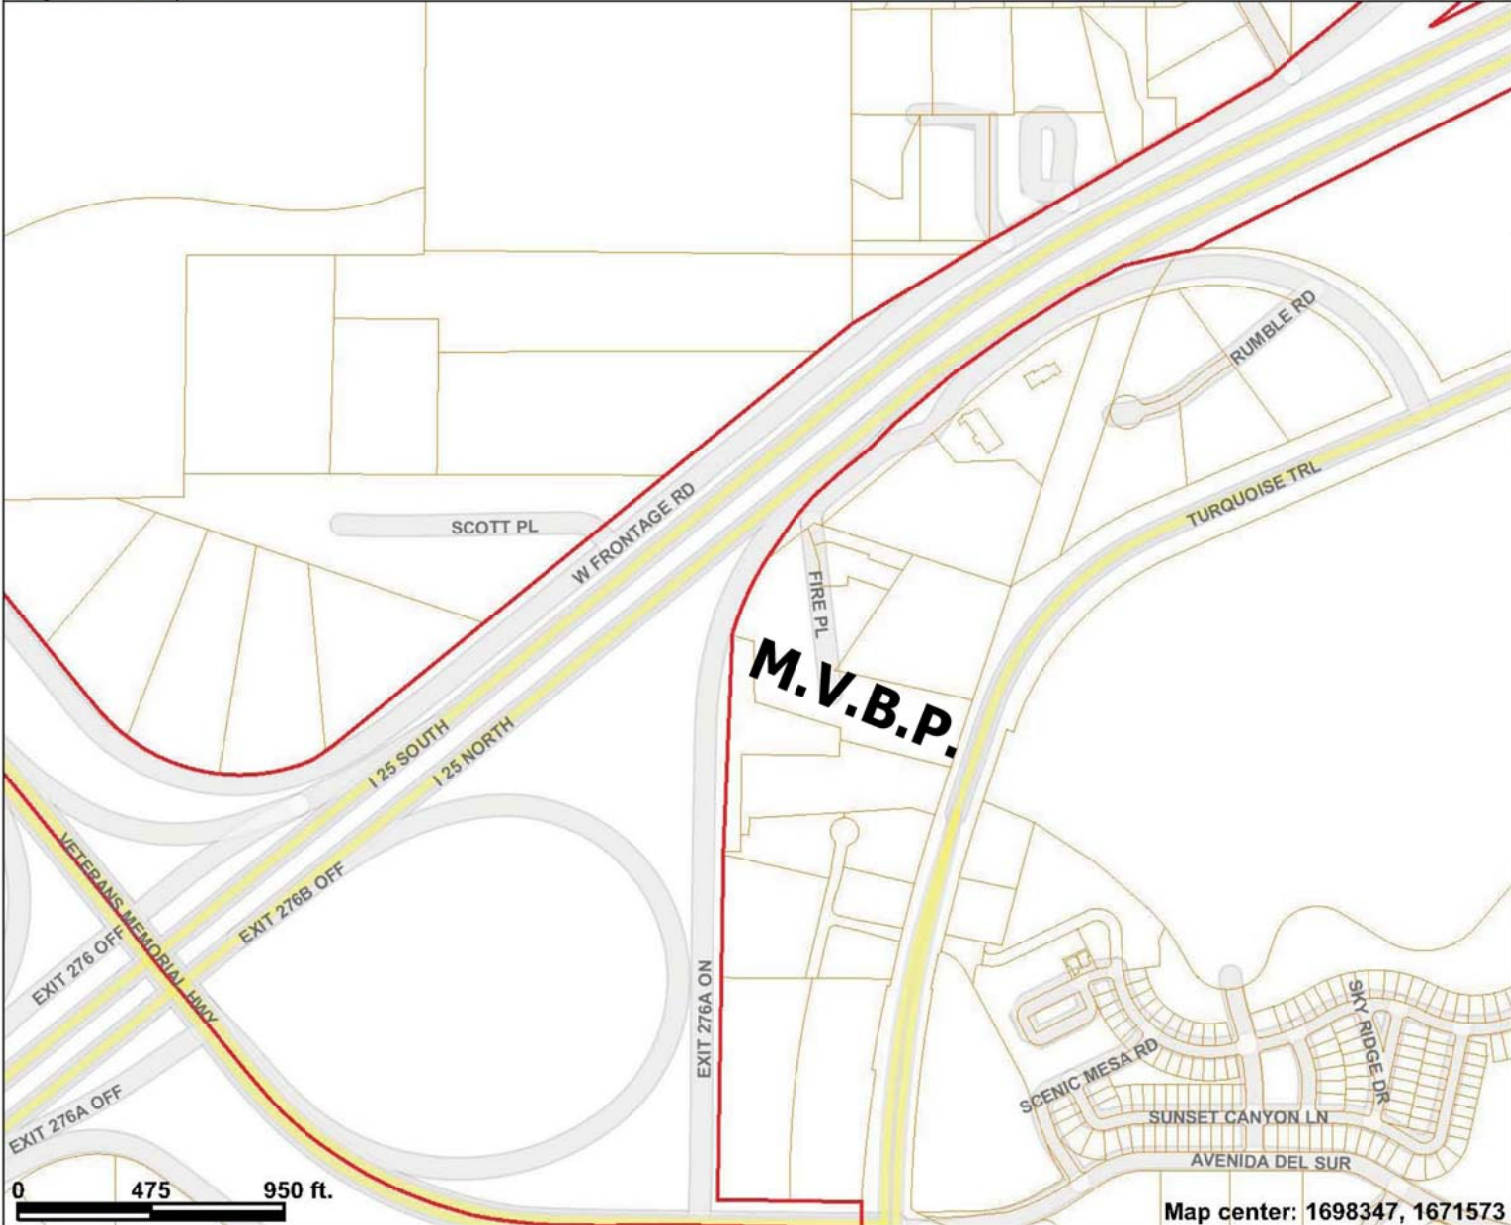 RUMBLE RD
TURQUOISE TRL
SCOTT PL
W FRONTAGE RD
FIRE PL
M.V.B.P.
I 25 SOUTH
I 25 NORTH
VETERANS MEMORIAL HWY
EXIT 276B OFF
EXIT 276 OFF
EXIT 276A ON
EXIT 276A OFF
SKY RIDGE DR
SCENIC MESA RD
SUNSET CANYON LN
AVENIDA DEL SUR
0 475 950 ft.
Map center: 1698347, 1671573